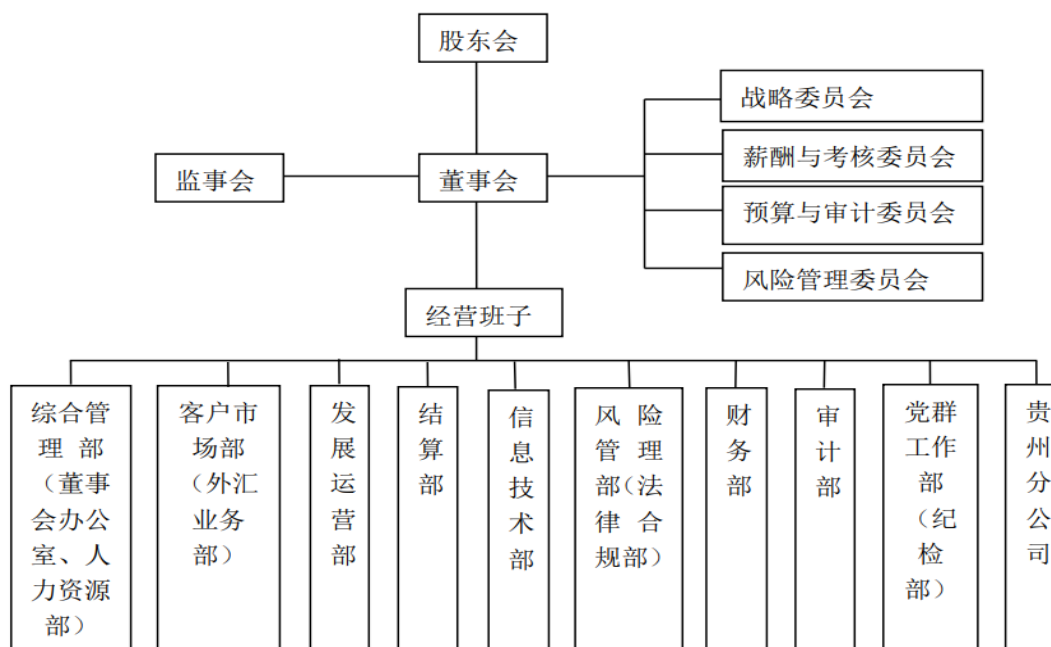 股东会
战略委员会
薪酬与考核委员会
监事会
董事会
预算与审计委员会
风险管理委员会
经营班子
综合管
理部
（董事
会办公
室、人
力资源
部）
客户市
场部
（外汇
业务
部）
发
展
运
营
部
结
算
部
信
息
技
术
部
风险
管理
部（法
律合
规部）
财
务
部
审
计
部
党群
工作
部
（纪
检
部）
贵
州
分
公
司